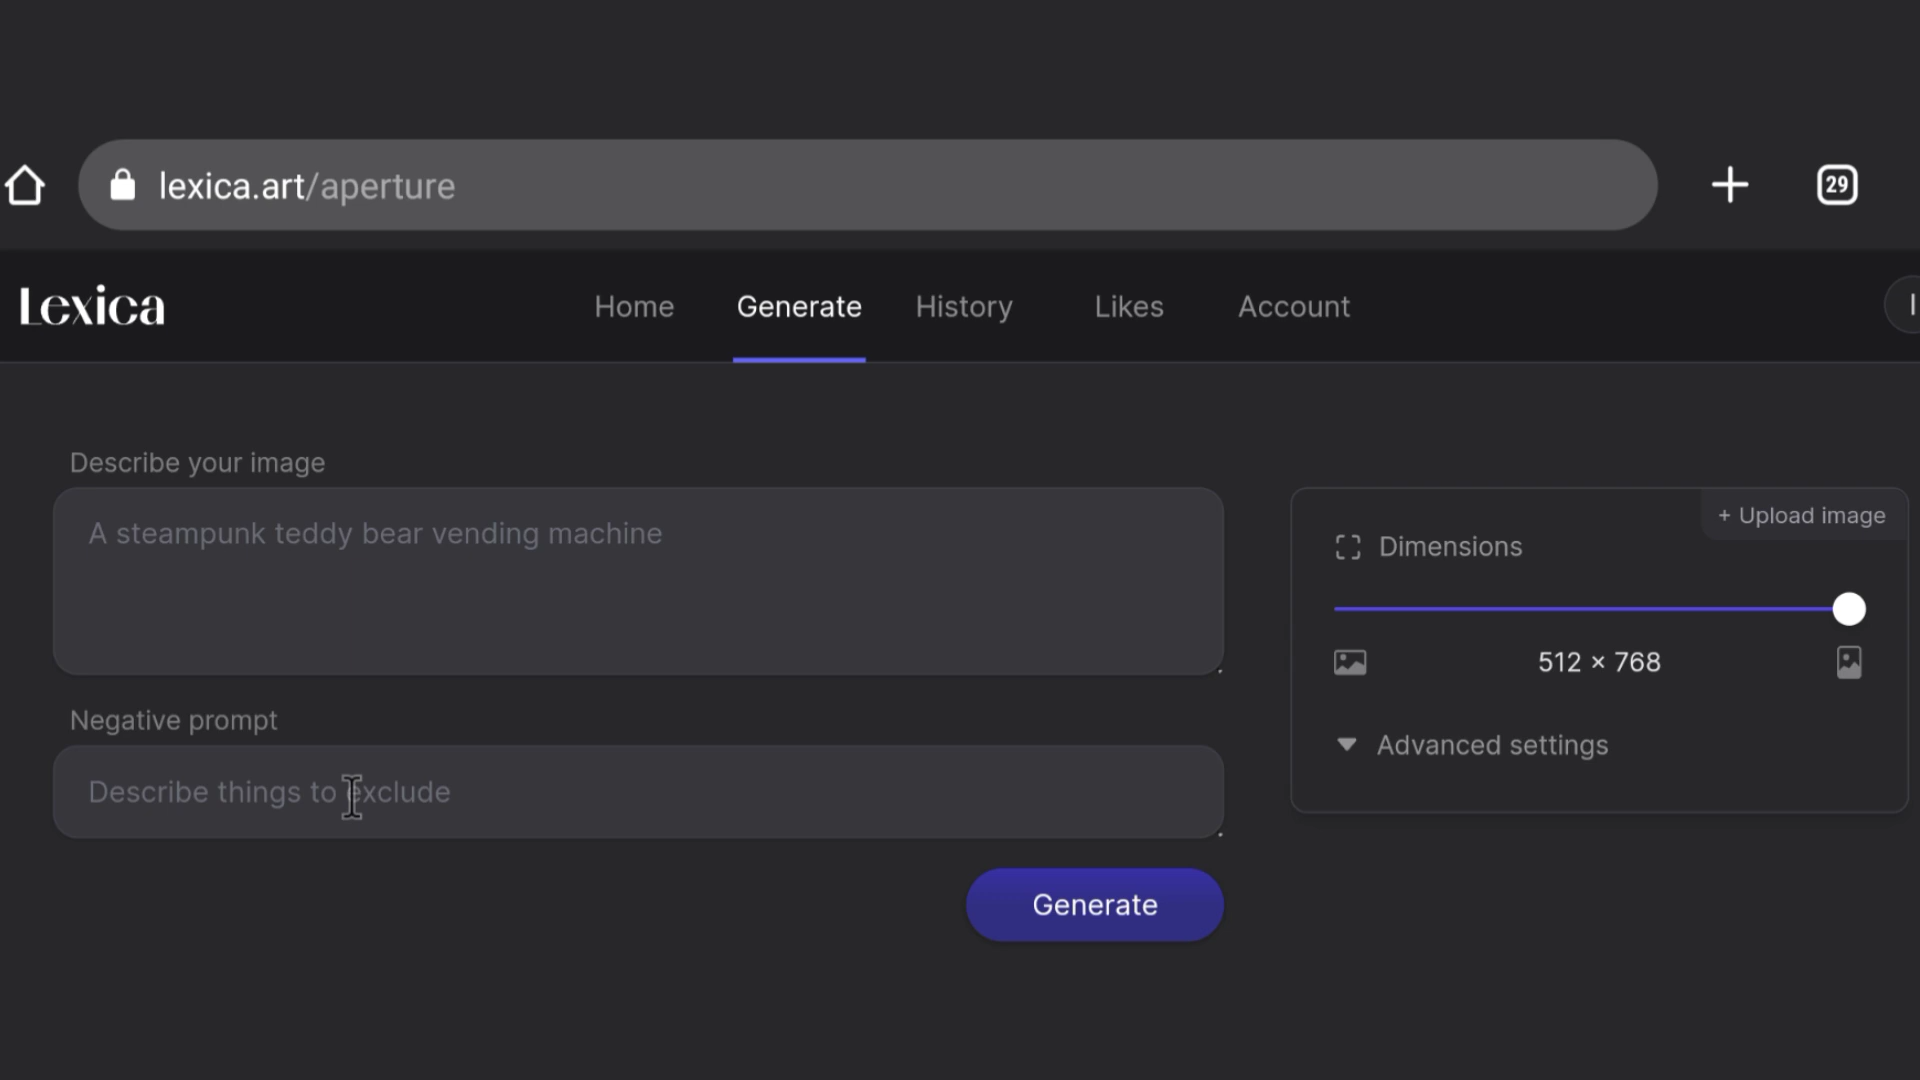 lexica.art/aperture
29
Lexica
Home
Generate
History
Likes
Account
Describe your image
A steampunk teddy bear vending machine
+ Upload image
Dimensions
512 × 768
Advanced settings
Negative prompt
Describe things to exclude
Generate